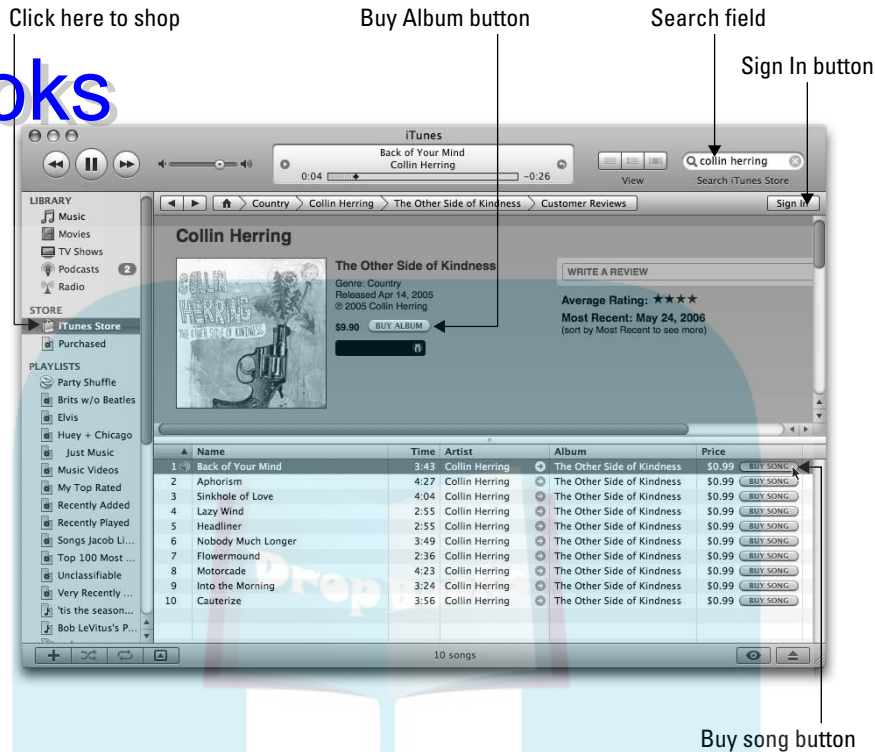 Click here to shop
Buy Album button
Search field
Sign In button
oks
iTunes
Back of Your Mind
Collin Herring
0:04
-0:26
View
collin herring
Search iTunes Store
LIBRARY
Music
Movies
TV Shows
Podcasts 2
Radio
STORE
iTunes Store
Purchased
PLAYLISTS
Party Shuffle
Brits w/o Beatles
Elvis
Huey + Chicago
Just Music
Music Videos
My Top Rated
Recently Added
Recently Played
Songs Jacob Li...
Top 100 Most ...
Unclassifiable
Very Recently ...
'tis the season...
Bob LeVitus's P...
Country Collin Herring The Other Side of Kindness Customer Reviews Sign In
Collin Herring
COLLIN
HERRING
THE OTHER SIDE OF KINDNESS
The Other Side of Kindness
Genre: Country
Released Apr 14, 2005
℗ 2005 Collin Herring
$9.90 BUY ALBUM
WRITE A REVIEW
Average Rating: ★★★★
Most Recent: May 24, 2006
(sort by Most Recent to see more)
Name Time Artist Album Price
1 Back of Your Mind 3:43 Collin Herring The Other Side of Kindness $0.99 BUY SONG
2 Aphorism 4:27 Collin Herring The Other Side of Kindness $0.99 BUY SONG
3 Sinkhole of Love 4:04 Collin Herring The Other Side of Kindness $0.99 BUY SONG
4 Lazy Wind 2:55 Collin Herring The Other Side of Kindness $0.99 BUY SONG
5 Headliner 2:55 Collin Herring The Other Side of Kindness $0.99 BUY SONG
6 Nobody Much Longer 3:49 Collin Herring The Other Side of Kindness $0.99 BUY SONG
7 Flowermound 2:36 Collin Herring The Other Side of Kindness $0.99 BUY SONG
8 Motorcade 4:23 Collin Herring The Other Side of Kindness $0.99 BUY SONG
9 Into the Morning 3:24 Collin Herring The Other Side of Kindness $0.99 BUY SONG
10 Cauterize 3:56 Collin Herring The Other Side of Kindness $0.99 BUY SONG
10 songs
Buy song button